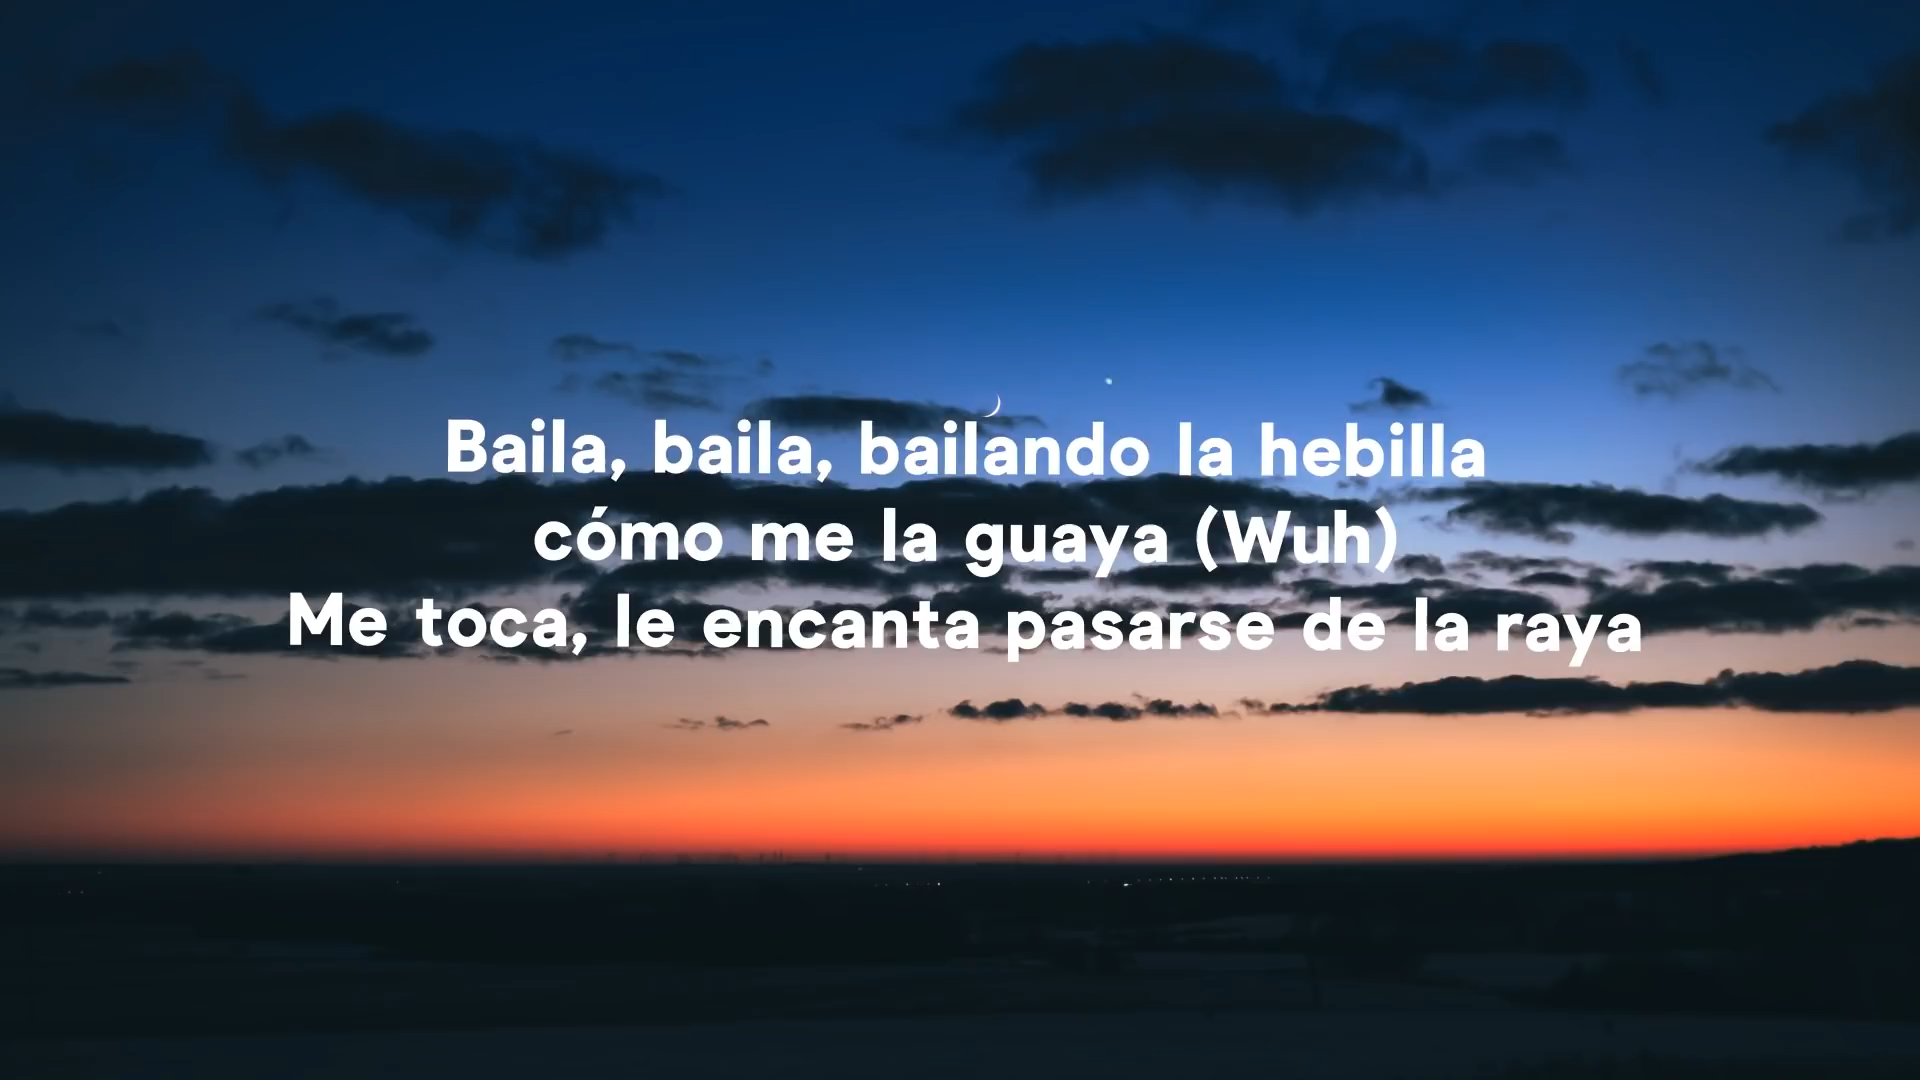 Baila, baila, bailando la hebilla
cómo me la guaya (Wuh)
Me toca, le encanta pasarse de la raya